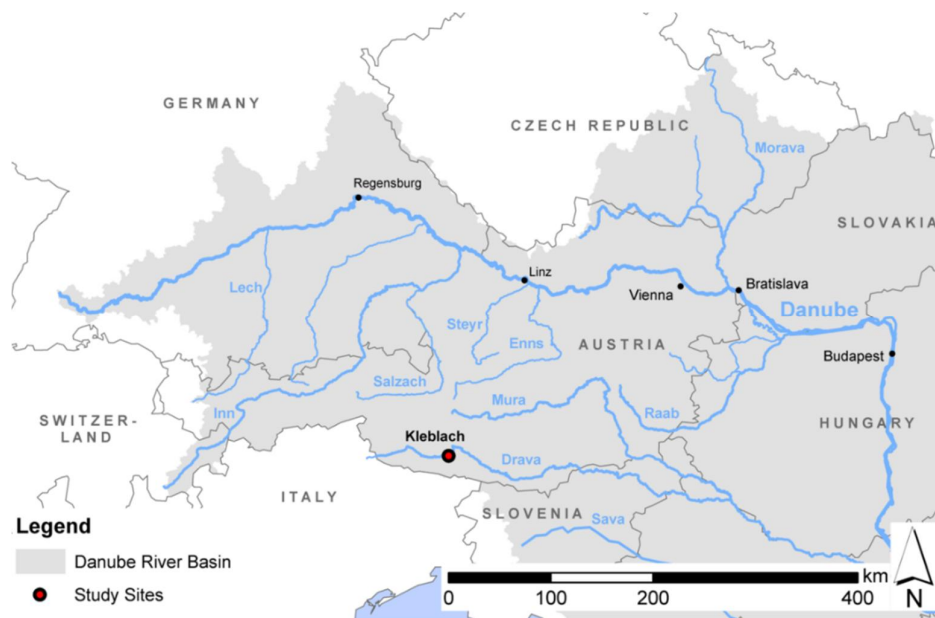 GERMANY
CZECH REPUBLIC
Morava
Regensburg
SLOVAKIA
Linz
Lech
Vienna
Bratislava
Danube
Steyr
Enns
AUSTRIA
Budapest
Salzach
Inn
Mura
Raab
SWITZER-
LAND
HUNGARY
Kleblach
Drava
ITALY
SLOVENIA
Sava
Legend
Danube River Basin
Study Sites
km
0 100 200 400
N